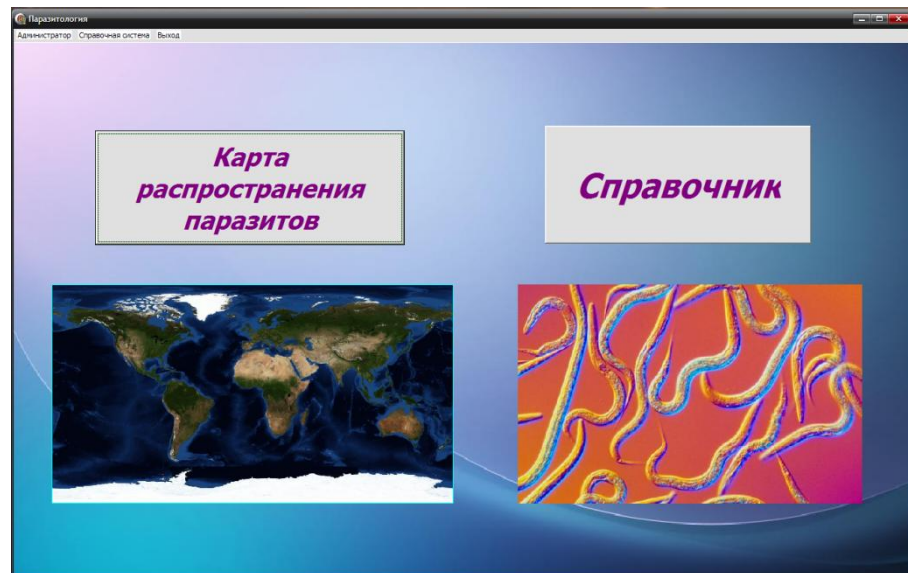 Паразитология
Администратор Справочная система Выход
Карта
распространения
паразитов
Справочник